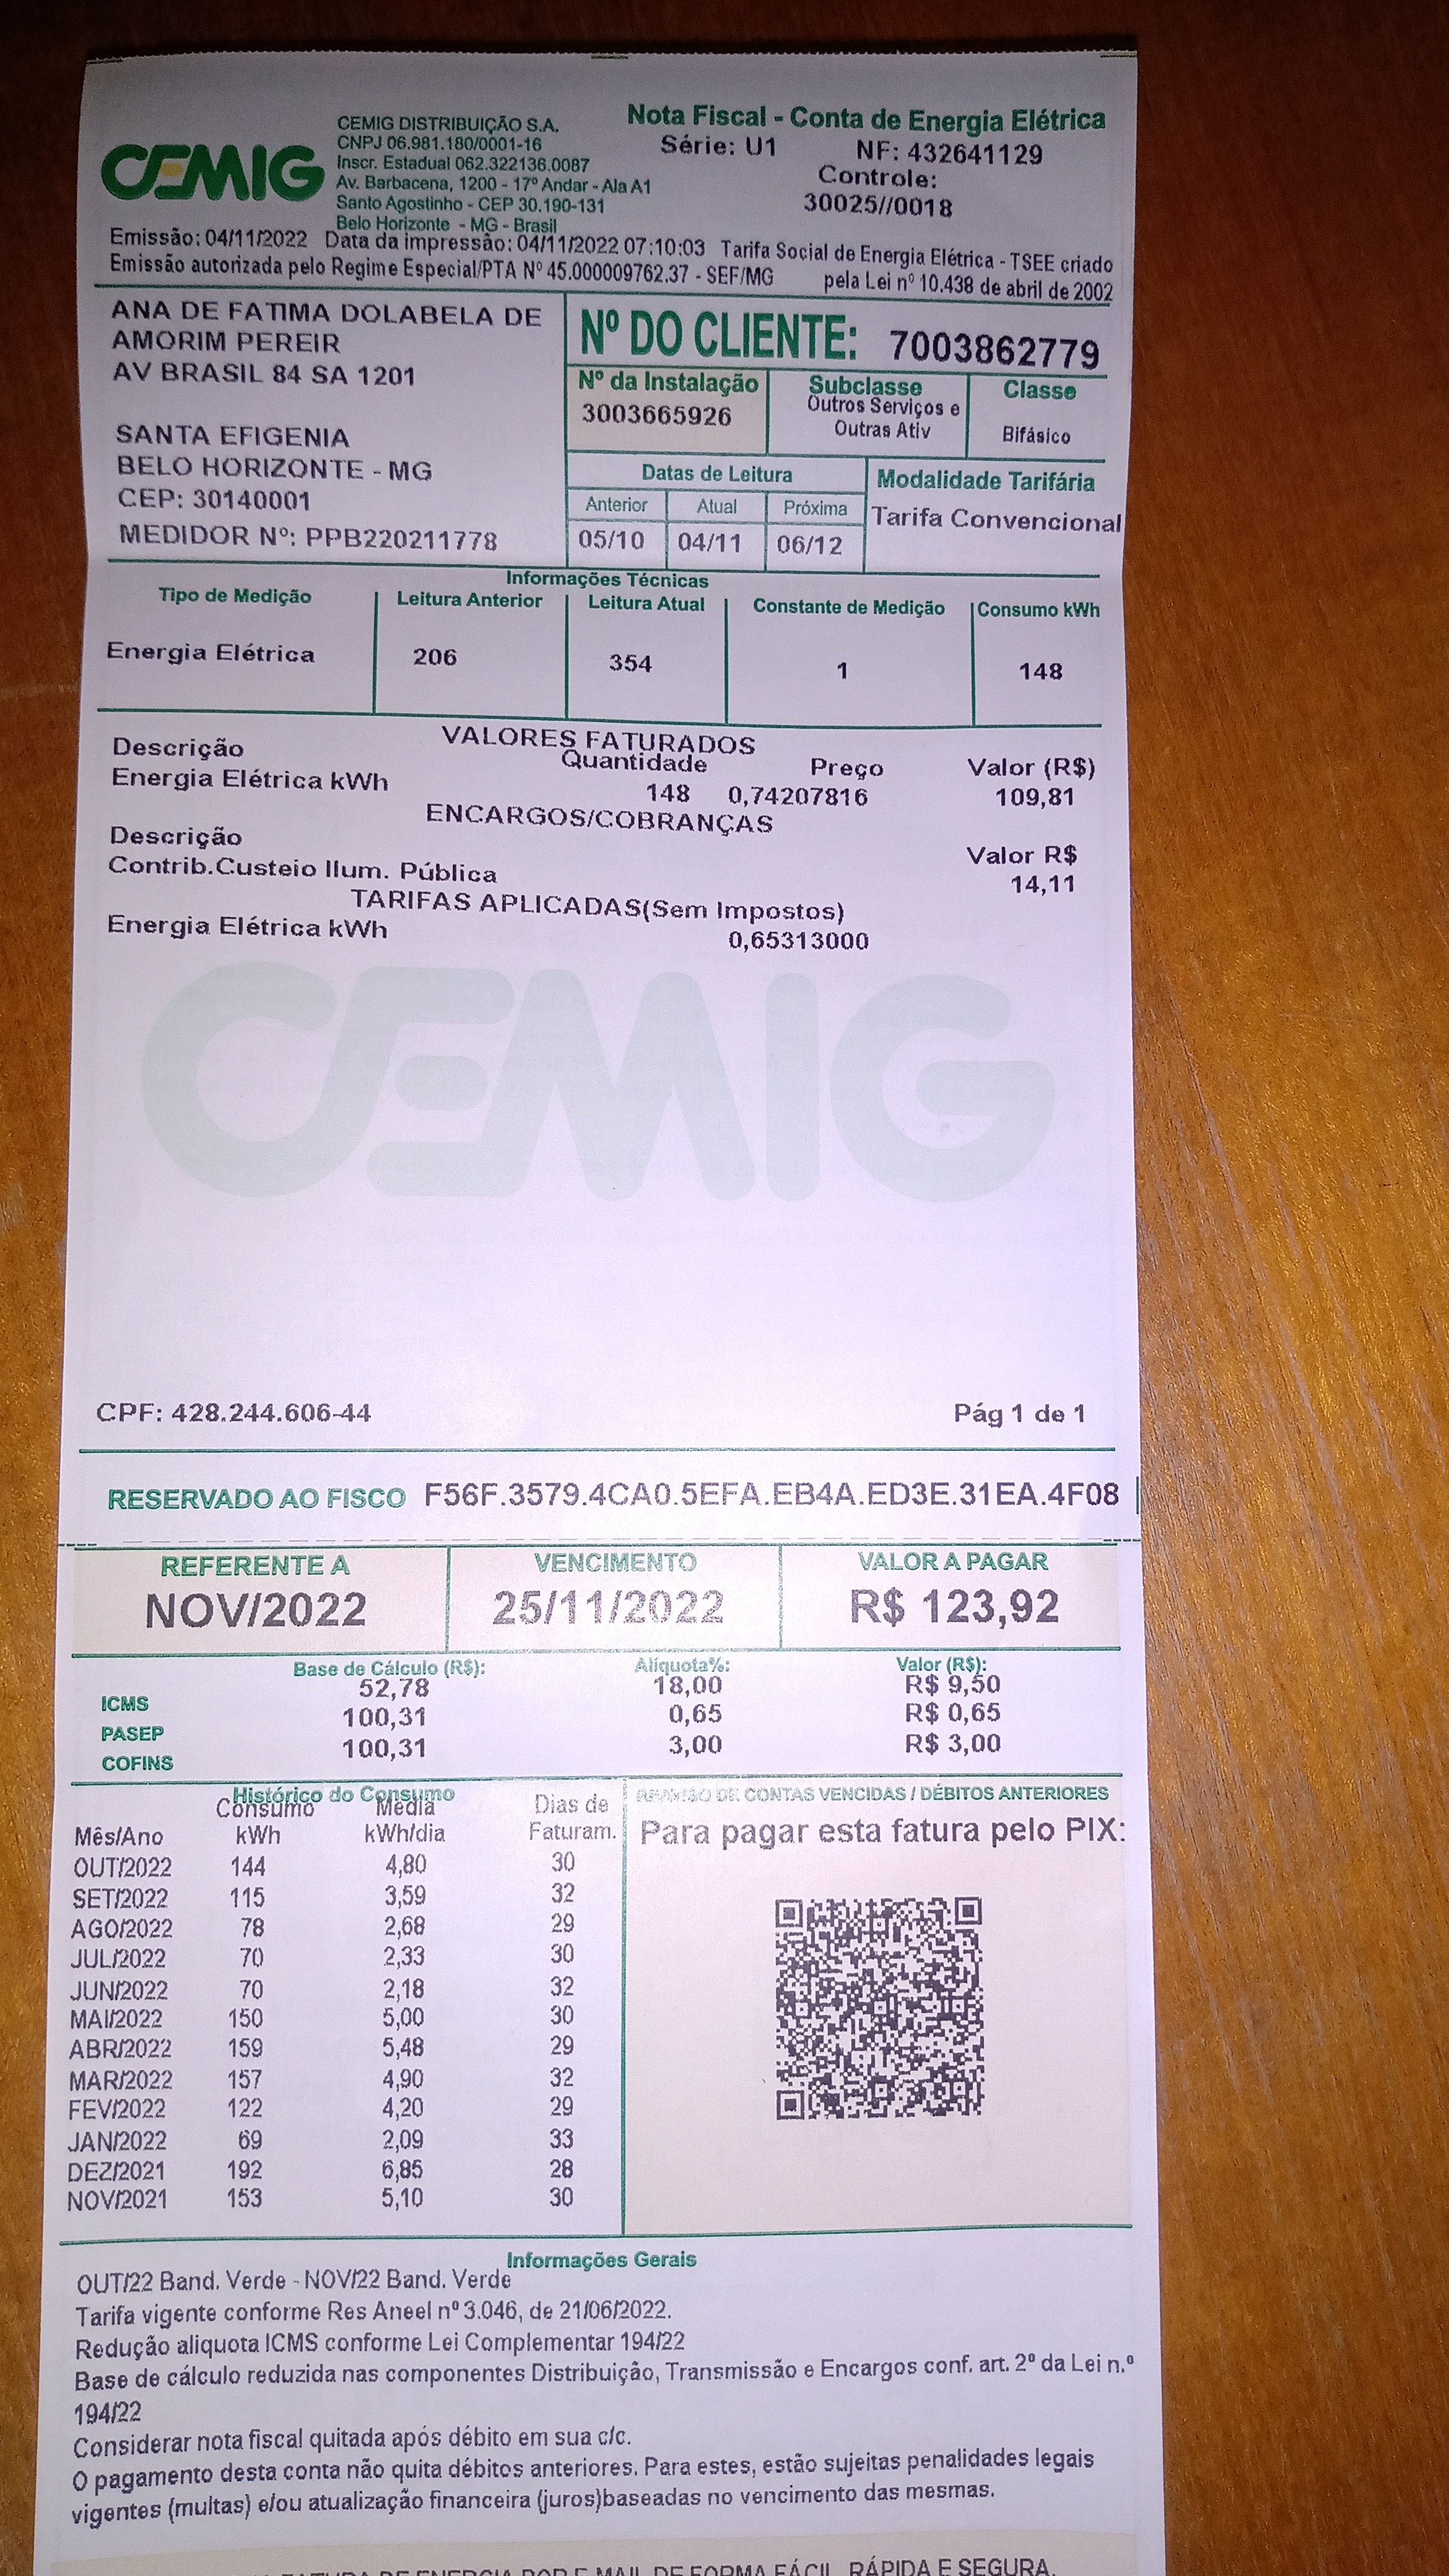 CEMIG
CEMIG DISTRIBUIÇÃO S.A.
CNPJ 06.981.180/0001-16
Inscr. Estadual 062.322136.0087
Av. Barbacena, 1200 - 17º Andar - Ala A1
Santo Agostinho - CEP 30.190-131
Belo Horizonte - MG - Brasil
Nota Fiscal - Conta de Energia Elétrica
Série: U1 NF: 432641129
Controle:
30025//0018
Emissão: 04/11/2022 Data da impressão: 04/11/2022 07:10:03 Tarifa Social de Energia Elétrica - TSEE criado
Emissão autorizada pelo Regime Especial/PTA Nº 45.000009762.37 - SEF/MG pela Lei nº 10.438 de abril de 2002
ANA DE FATIMA DOLABELA DE
AMORIM PEREIR
AV BRASIL 84 SA 1201
SANTA EFIGENIA
BELO HORIZONTE - MG
CEP: 30140001
MEDIDOR Nº: PPB220211778
Nº DO CLIENTE: 7003862779
Nº da Instalação Subclasse Classe
3003665926 Outros Serviços e
Outras Ativ Bifásico
Datas de Leitura Modalidade Tarifária
Anterior Atual Próxima Tarifa Convencional
05/10 04/11 06/12
Informações Técnicas
Tipo de Medição Leitura Anterior Leitura Atual Constante de Medição Consumo kWh
Energia Elétrica 206 354 1 148
VALORES FATURADOS
Descrição Quantidade Preço Valor (R$)
Energia Elétrica kWh 148 0,74207816 109,81
ENCARGOS/COBRANÇAS
Descrição Valor R$
Contrib.Custeio Ilum. Pública 14,11
TARIFAS APLICADAS(Sem Impostos)
Energia Elétrica kWh 0,65313000
CEMIG
CPF: 428.244.606-44 Pág 1 de 1
RESERVADO AO FISCO F56F.3579.4CA0.5EFA.EB4A.ED3E.31EA.4F08
REFERENTE A VENCIMENTO VALOR A PAGAR
NOV/2022 25/11/2022 R$ 123,92
Base de Cálculo (R$): Alíquota%: Valor (R$):
ICMS 52,78 18,00 R$ 9,50
PASEP 100,31 0,65 R$ 0,65
COFINS 100,31 3,00 R$ 3,00
Histórico do Consumo
Consumo Média Dias de
Mês/Ano kWh kWh/dia Faturam.
OUT/2022 144 4,80 30
SET/2022 115 3,59 32
AGO/2022 78 2,68 29
JUL/2022 70 2,33 30
JUN/2022 70 2,18 32
MAI/2022 150 5,00 30
ABR/2022 159 5,48 29
MAR/2022 157 4,90 32
FEV/2022 122 4,20 29
JAN/2022 69 2,09 33
DEZ/2021 192 6,85 28
NOV/2021 153 5,10 30
DE CONTAS VENCIDAS / DÉBITOS ANTERIORES
Para pagar esta fatura pelo PIX:
Informações Gerais
OUT/22 Band. Verde - NOV/22 Band. Verde
Tarifa vigente conforme Res Aneel nº 3.046, de 21/06/2022.
Redução aliquota ICMS conforme Lei Complementar 194/22
Base de cálculo reduzida nas componentes Distribuição, Transmissão e Encargos conf. art. 2º da Lei n.º
194/22
Considerar nota fiscal quitada após débito em sua c/c.
O pagamento desta conta não quita débitos anteriores. Para estes, estão sujeitas penalidades legais
vigentes (multas) e/ou atualização financeira (juros)baseadas no vencimento das mesmas.
DE ENERGIA POR E-MAIL DE FORMA FÁCIL, RÁPIDA E SEGURA.